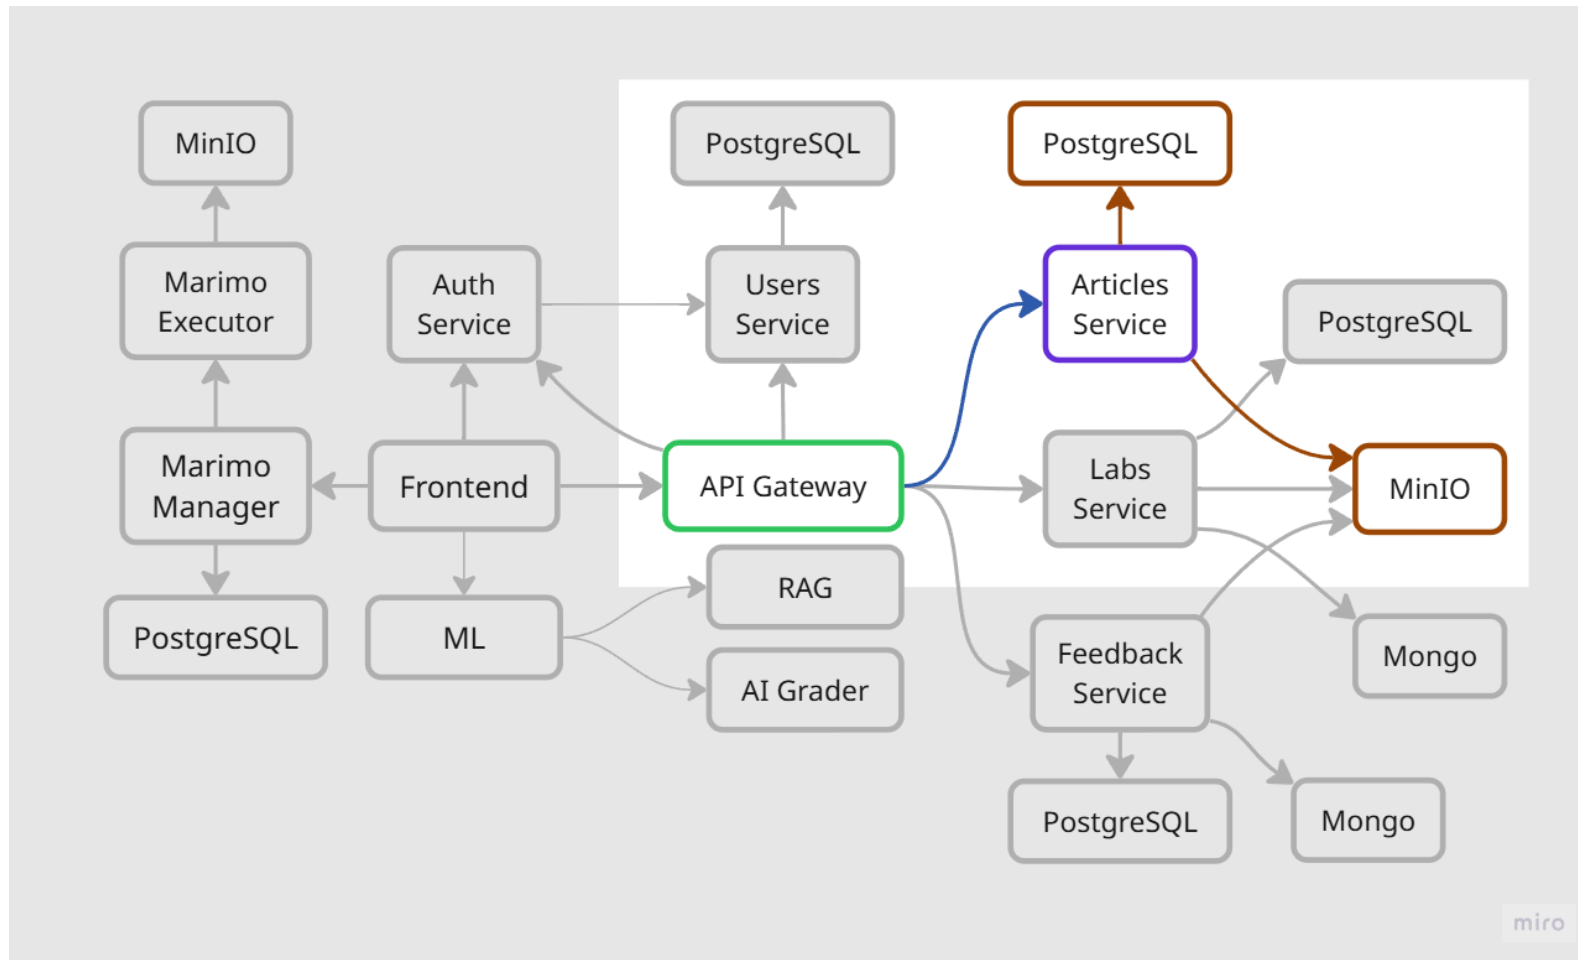 MinIO
PostgreSQL
PostgreSQL
Marimo
Executor
Auth
Service
Users
Service
Articles
Service
PostgreSQL
Marimo
Manager
Frontend
API Gateway
Labs
Service
MinIO
PostgreSQL
ML
RAG
AI Grader
Feedback
Service
Mongo
PostgreSQL
Mongo
miro